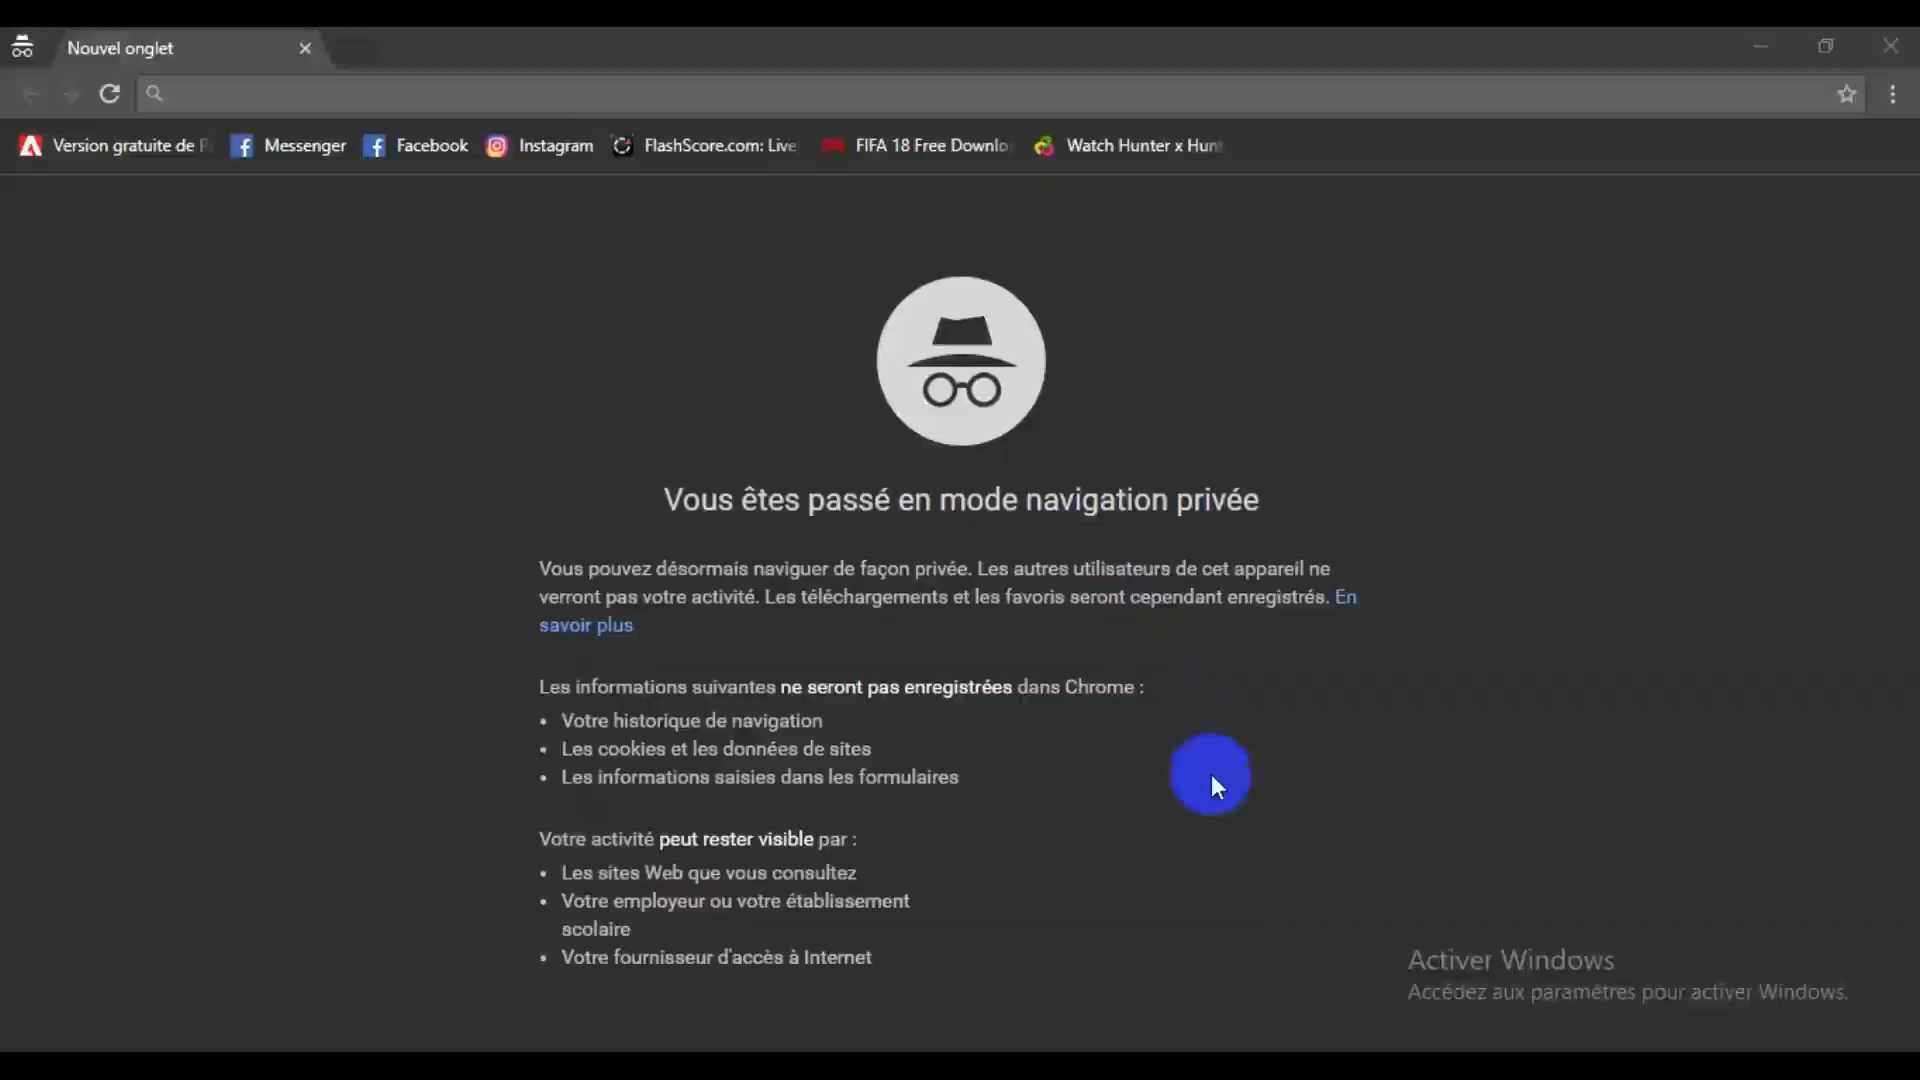 Nouvel onglet
Version gratuite de Messenger Facebook Instagram FlashScore.com: Live FIFA 18 Free Downlo Watch Hunter x Hunt
Vous êtes passé en mode navigation privée
Vous pouvez désormais naviguer de façon privée. Les autres utilisateurs de cet appareil ne
verront pas votre activité. Les téléchargements et les favoris seront cependant enregistrés. En
savoir plus
Les informations suivantes ne seront pas enregistrées dans Chrome :
• Votre historique de navigation
• Les cookies et les données de sites
• Les informations saisies dans les formulaires
Votre activité peut rester visible par :
• Les sites Web que vous consultez
• Votre employeur ou votre établissement
scolaire
• Votre fournisseur d'accès à Internet
Activer Windows
Accédez aux paramètres pour activer Windows.